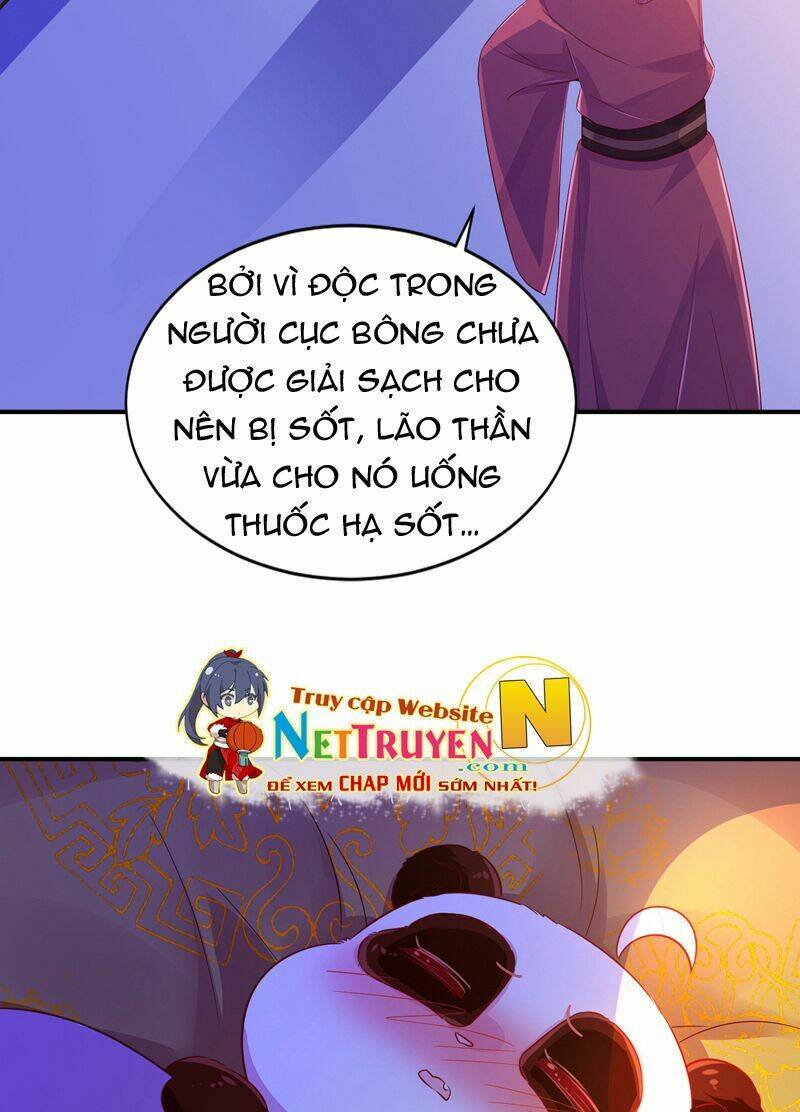 BỞI VÌ ĐỘC TRONG
NGƯỜI CỤC BÔNG CHƯA
ĐƯỢC GIẢI SẠCH CHO
NÊN BỊ SỐT, LÃO THẦN
VỪA CHO NÓ UỐNG
THUỐC HẠ SỐT...
Truy cập Website
N
NETTRUYEN
.com
ĐỂ XEM CHAP MỚI SỚM NHẤT!